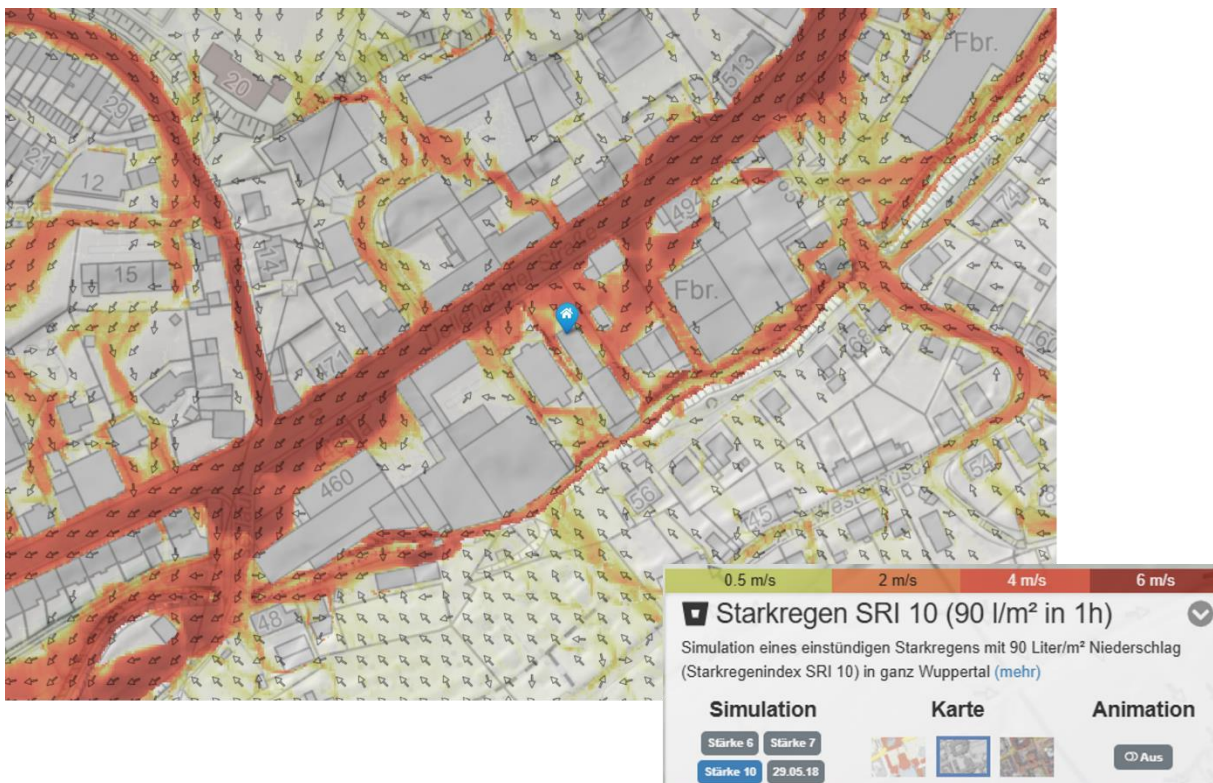 Fbr.
513
20
29
21
12
494
74
14
15
Fbr.
471
60
460
54
56
45
48
0.5 m/s 2 m/s 4 m/s 6 m/s
Starkregen SRI 10 (90 l/m² in 1h)
Simulation eines einstündigen Starkregens mit 90 Liter/m² Niederschlag
(Starkregenindex SRI 10) in ganz Wuppertal (mehr)
Simulation Karte Animation
Stärke 6 Stärke 7
Aus
Stärke 10 29.05.18